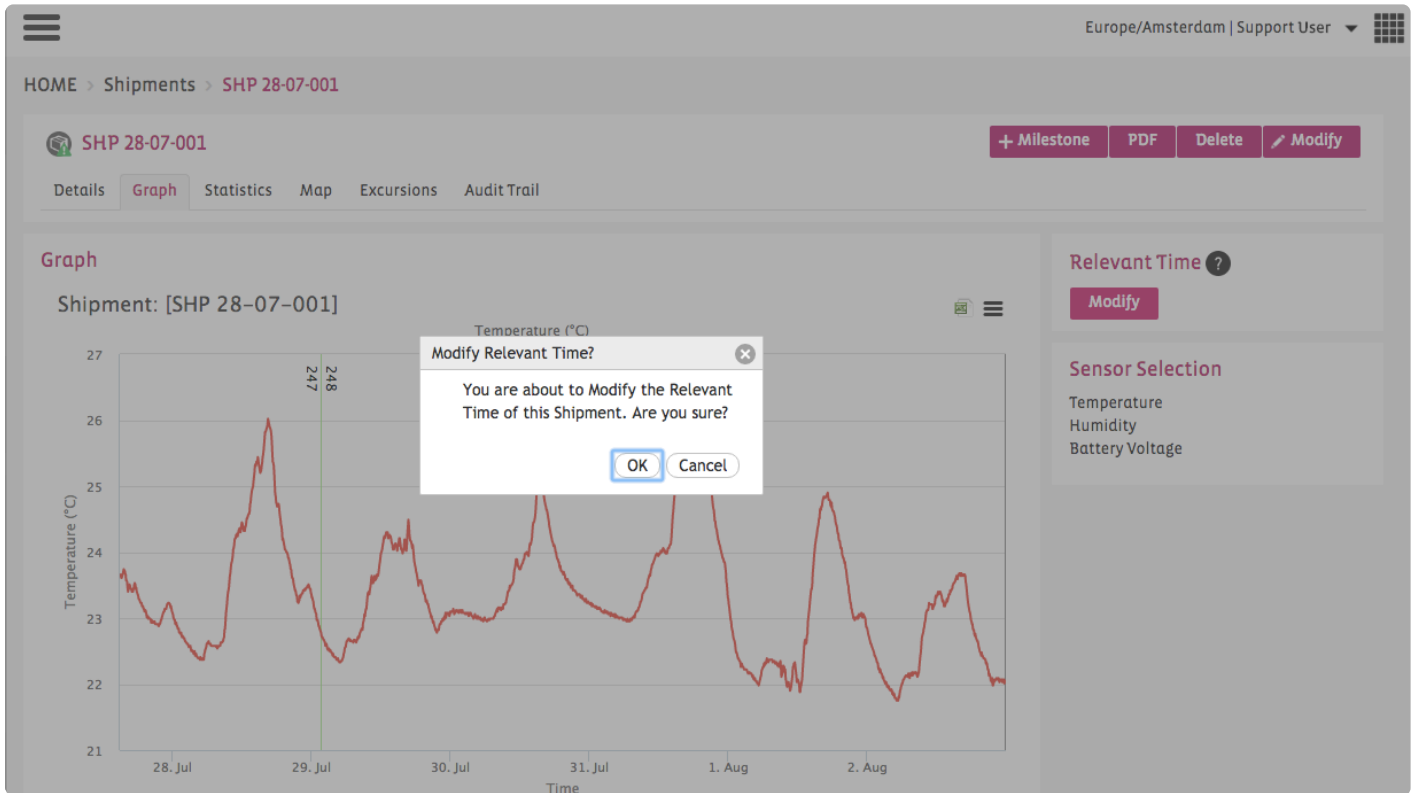 Europe/Amsterdam | Support User
HOME > Shipments > SHP 28-07-001
SHP 28-07-001
+ Milestone PDF Delete Modify
Details Graph Statistics Map Excursions Audit Trail
Graph
Shipment: [SHP 28-07-001]
Temperature (°C)
27
26
25
24
23
22
21
Temperature (°C)
247
248
28. Jul 29. Jul 30. Jul 31. Jul 1. Aug 2. Aug
Time
Modify Relevant Time?
You are about to Modify the Relevant
Time of this Shipment. Are you sure?
OK Cancel
Relevant Time ?
Modify
Sensor Selection
Temperature
Humidity
Battery Voltage